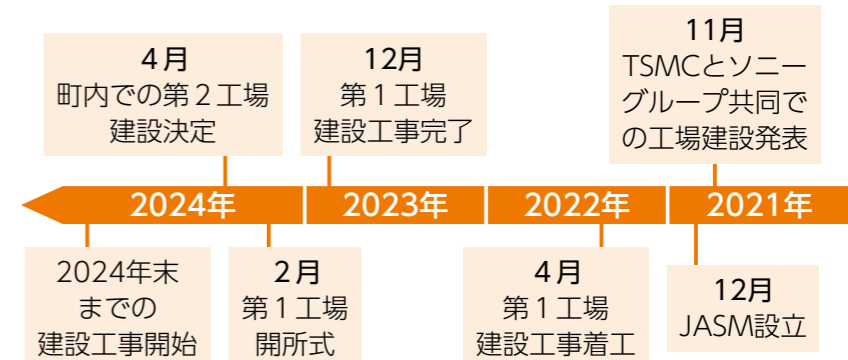 11月
TSMCとソニー
グループ共同で
の工場建設発表
12月
第１工場
建設工事完了
4月
町内での第２工場
建設決定
2021年
2022年
2023年
2024年
12月
JASM設立
4月
第１工場
建設工事着工
2月
第１工場
開所式
2024年末
までの
建設工事開始